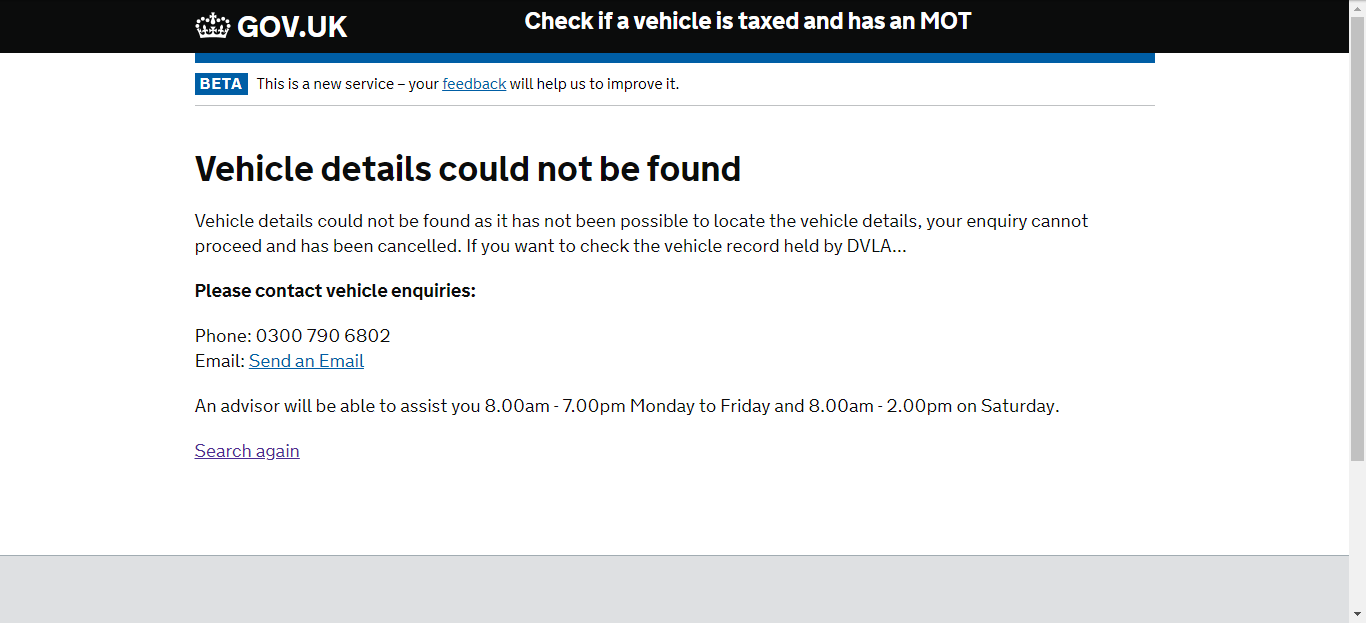 GOV.UK
Check if a vehicle is taxed and has an MOT
BETA This is a new service – your feedback will help us to improve it.
Vehicle details could not be found
Vehicle details could not be found as it has not been possible to locate the vehicle details, your enquiry cannot
proceed and has been cancelled. If you want to check the vehicle record held by DVLA...
Please contact vehicle enquiries:
Phone: 0300 790 6802
Email: Send an Email
An advisor will be able to assist you 8.00am - 7.00pm Monday to Friday and 8.00am - 2.00pm on Saturday.
Search again